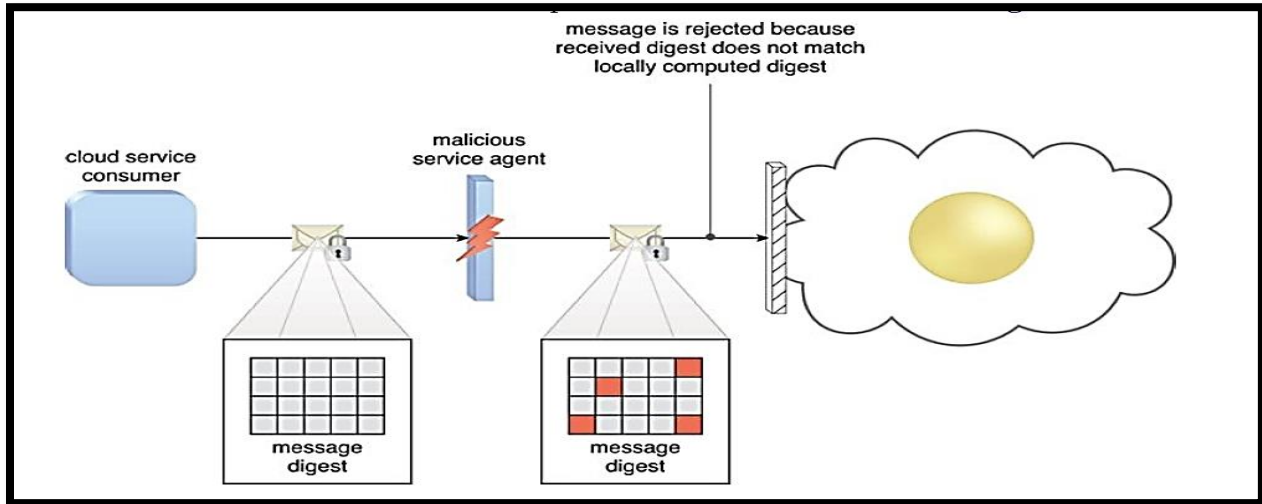 message is rejected because
received digest does not match
locally computed digest
malicious
service agent
cloud service
consumer
message
digest
message
digest